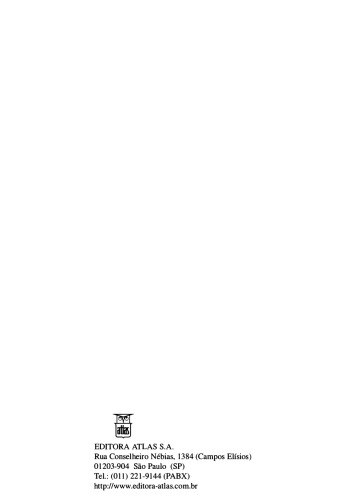 atlas
EDITORA ATLAS S.A.
Rua Conselheiro Nébias, 1384 (Campos Elísios)
01203-904 São Paulo (SP)
Tel.: (011) 221-9144 (PABX)
http://www.editora-atlas.com.br